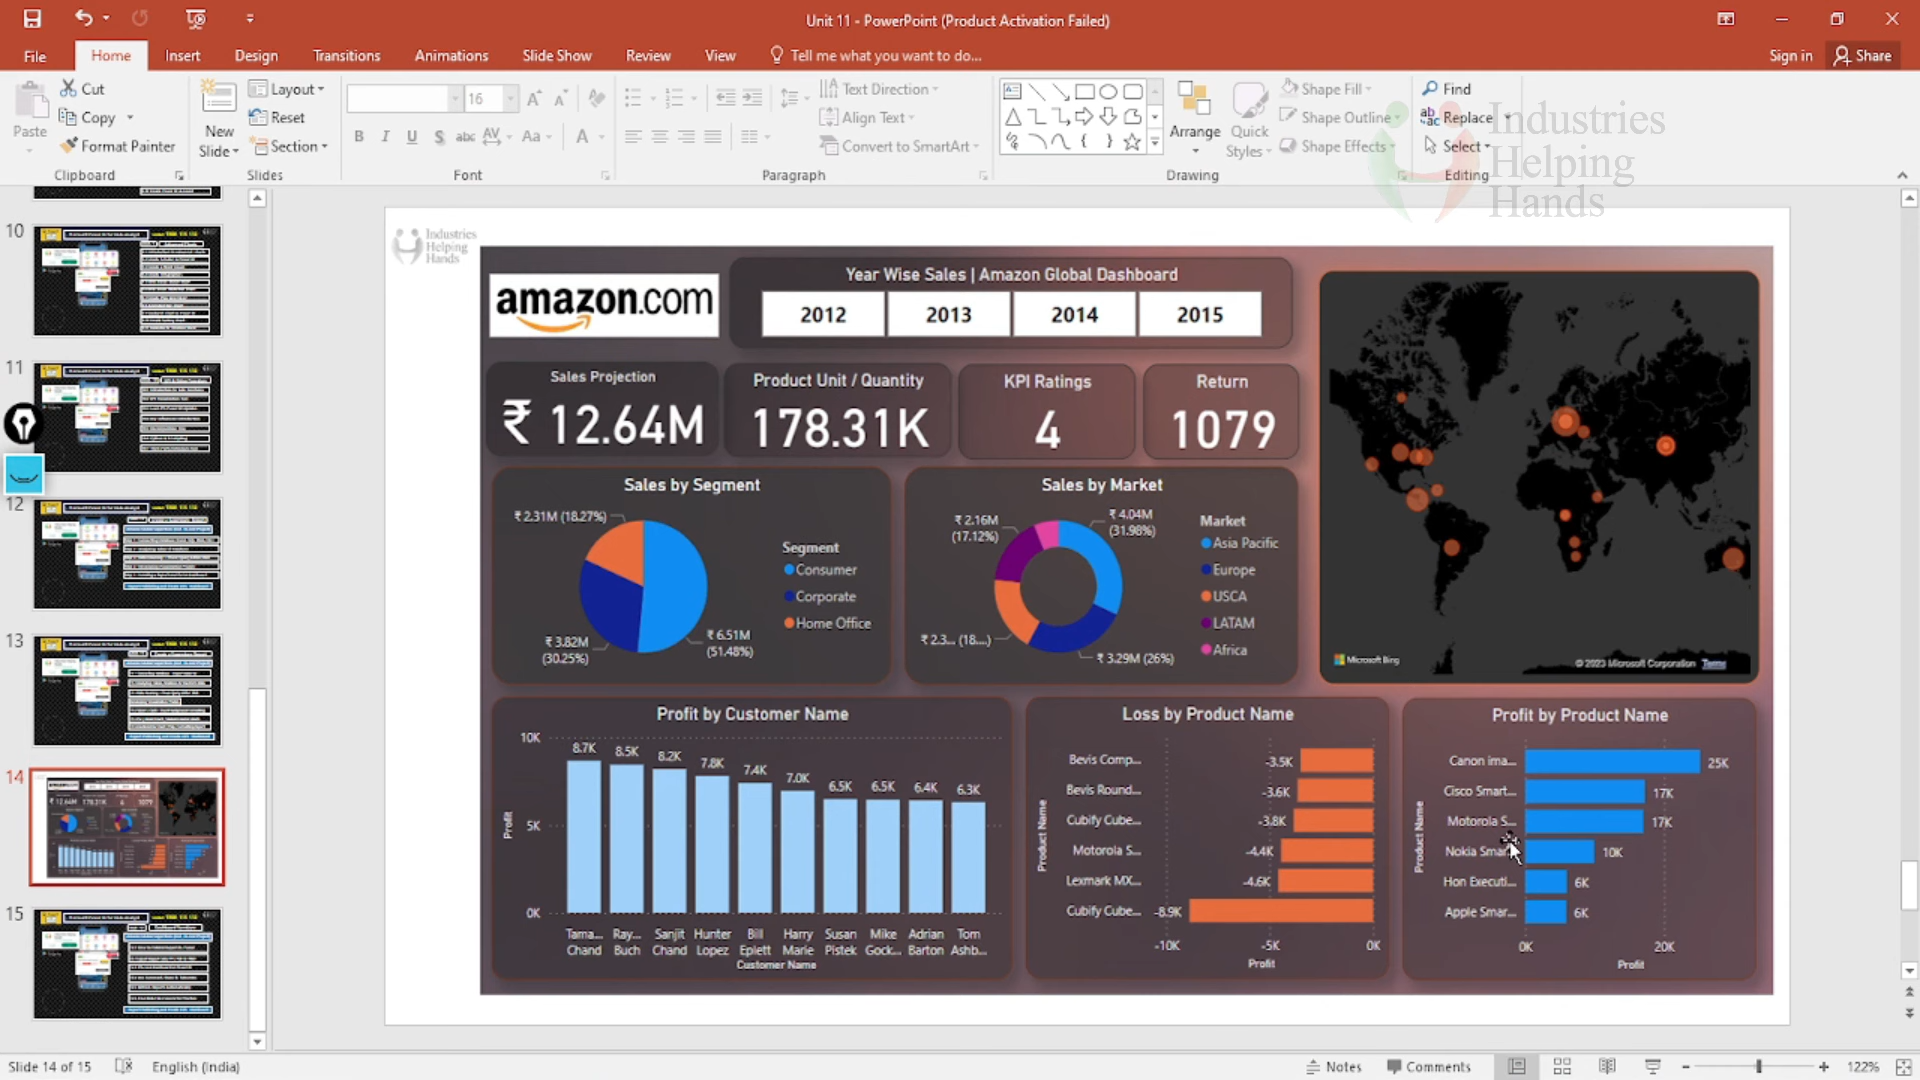 Unit 11 - PowerPoint (Product Activation Failed)
File Home Insert Design Transitions Animations Slide Show Review View Tell me what you want to do... Sign in Share
Paste Cut Copy Format Painter Clipboard
New Slide Layout Reset Section Slides
16
Font
Text Direction Align Text Convert to SmartArt Paragraph
Arrange Quick Styles Shape Fill Shape Outline Shape Effects Drawing
Find Replace Select Editing
Industries
Helping
Hands
10
11
12
13
14
15
Industries
Helping
Hands
amazon.com
Year Wise Sales | Amazon Global Dashboard
2012 2013 2014 2015
Sales Projection
₹ 12.64M
Product Unit / Quantity
178.31K
KPI Ratings
4
Return
1079
Sales by Segment
₹ 2.31M (18.27%)
₹ 3.82M
(30.25%)
₹ 6.51M
(51.48%)
Segment
Consumer
Corporate
Home Office
Sales by Market
₹ 2.16M
(17.12%)
₹ 4.04M
(31.98%)
₹ 2.3... (18....)
₹ 3.29M (26%)
Market
Asia Pacific
Europe
USCA
LATAM
Africa
Microsoft Bing
© 2023 Microsoft Corporation Terms
Profit by Customer Name
Profit
10K
5K
0K
8.7K 8.5K 8.2K 7.8K 7.4K 7.0K 6.5K 6.5K 6.4K 6.3K
Tama... Ray... Sanjit Hunter Bill Harry Susan Mike Adrian Tom
Chand Buch Chand Lopez Eplett Marie Pistek Gock... Barton Ashb...
Customer Name
Loss by Product Name
Product Name
Bevis Comp... -3.5K
Bevis Round... -3.6K
Cubify Cube... -3.8K
Motorola S... -4.4K
Lexmark MX... -4.6K
Cubify Cube... -8.9K
-10K -5K 0K
Profit
Profit by Product Name
Product Name
Canon ima... 25K
Cisco Smart... 17K
Motorola S... 17K
Nokia Smar... 10K
Hon Executi... 6K
Apple Smar... 6K
0K 20K
Profit
Slide 14 of 15 English (India) Notes Comments 122%